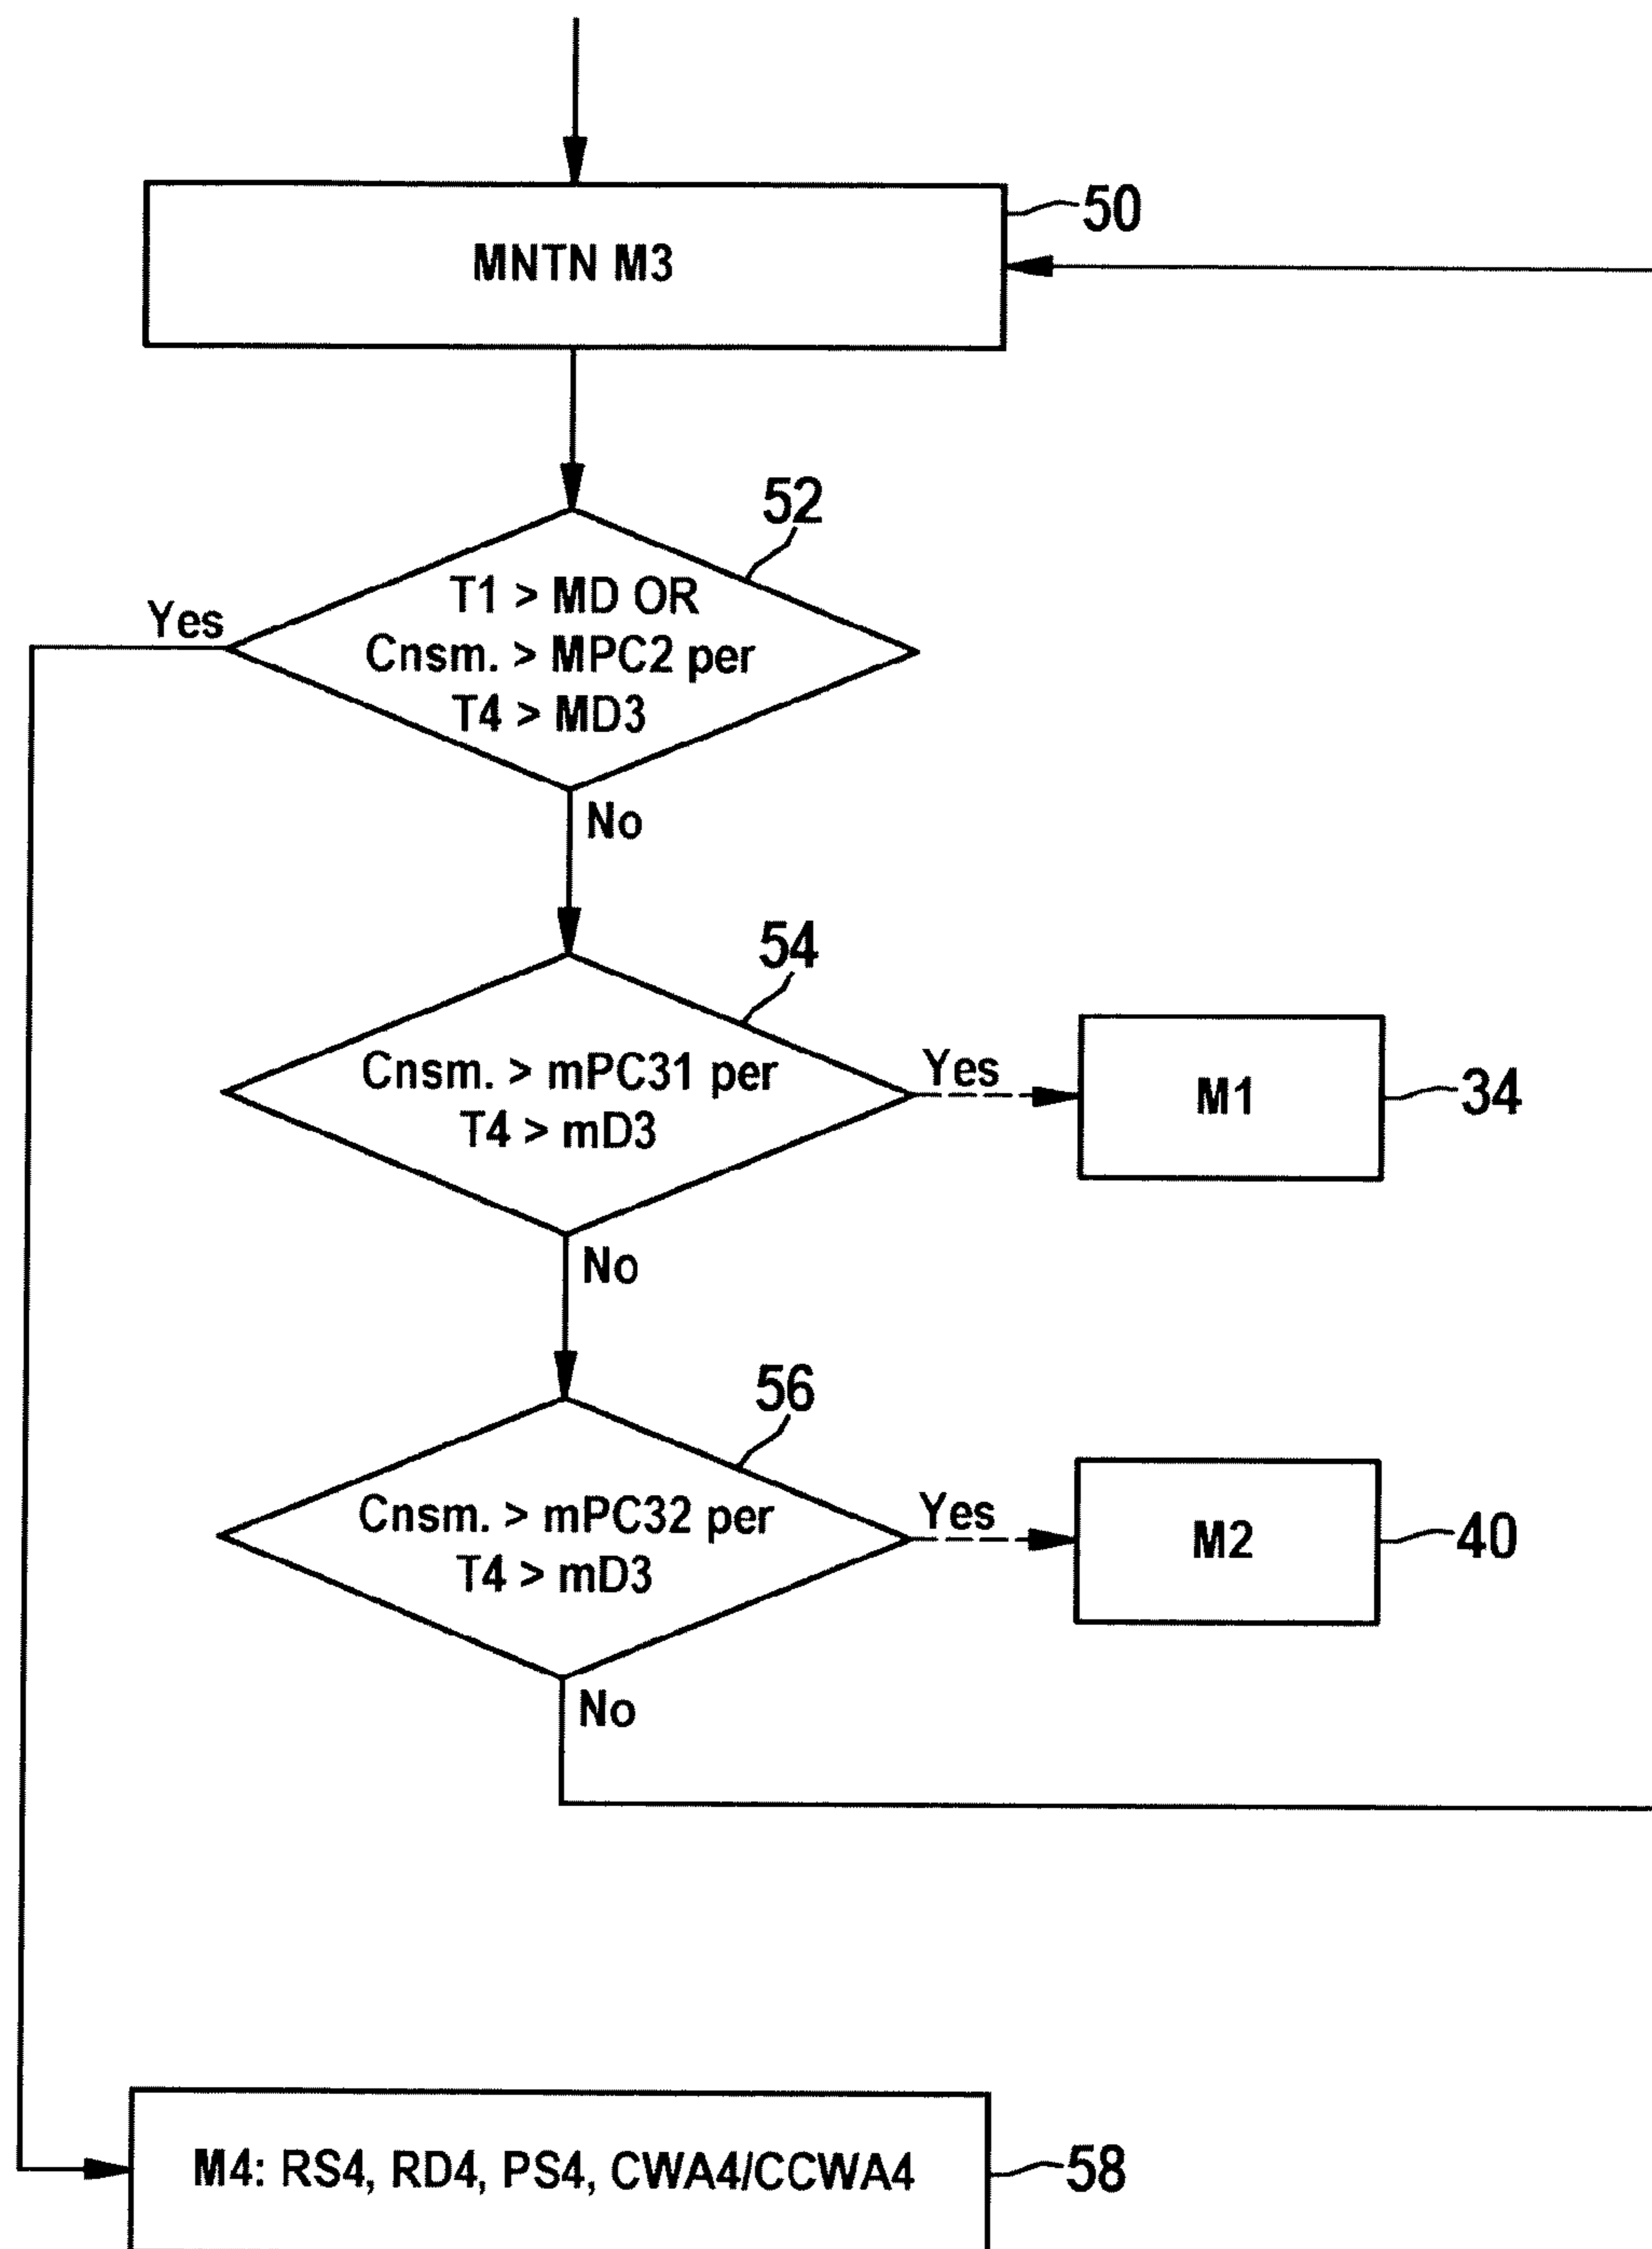 50
MNTN M3
52
T1 > MD OR
Cnsm. > MPC2 per
T4 > MD3
Yes
No
54
Cnsm. > mPC31 per
T4 > mD3
Yes
M1
34
No
56
Cnsm. > mPC32 per
T4 > mD3
Yes
M2
40
No
M4: RS4, RD4, PS4, CWA4/CCWA4
58